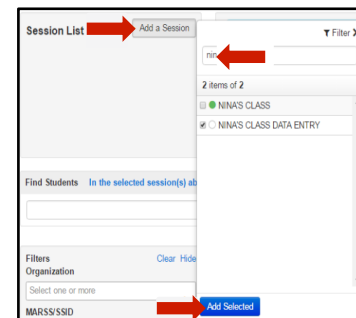 Session List
Add a Session
Filter X
nin
2 items of 2
NINA'S CLASS
NINA'S CLASS DATA ENTRY
Find Students In the selected session(s) ab
Filters Clear Hide
Organization
Select one or more
MARSS/SSID
Add Selected